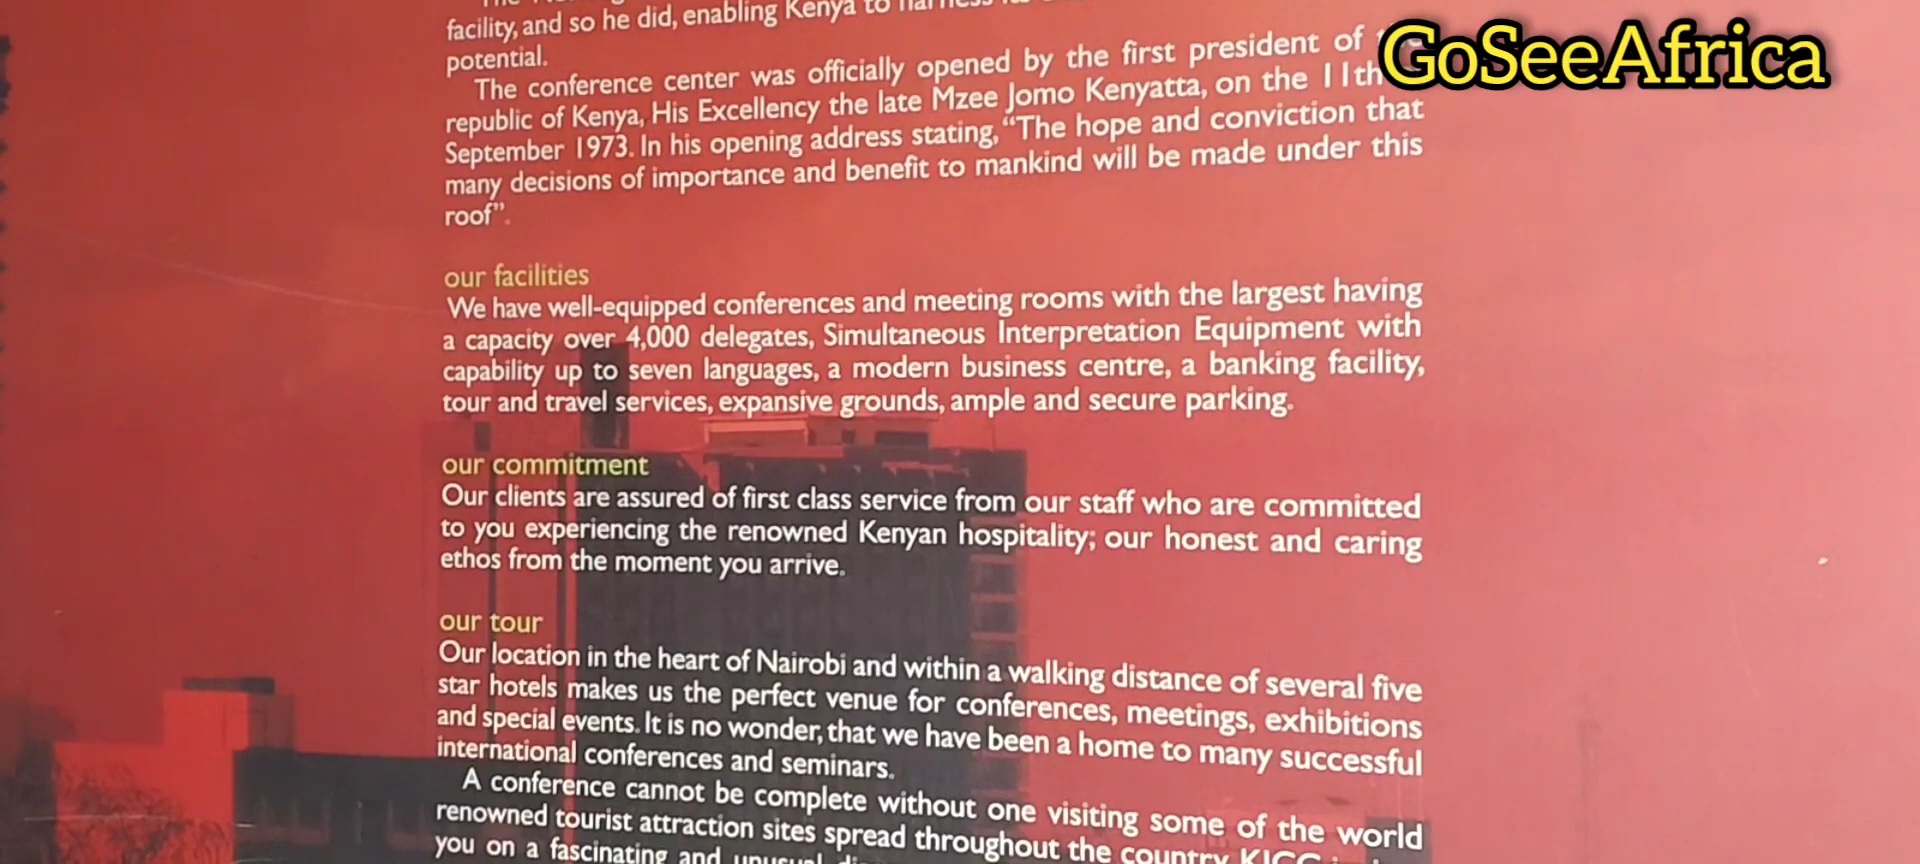 facility, and so he did, enabling Kenya to harness its
potential.
The conference center was officially opened by the first president of
republic of Kenya, His Excellency the late Mzee Jomo Kenyatta, on the 11th
September 1973. In his opening address stating, “The hope and conviction that
many decisions of importance and benefit to mankind will be made under this
roof”.
our facilities
We have well-equipped conferences and meeting rooms with the largest having
a capacity over 4,000 delegates, Simultaneous Interpretation Equipment with
capability up to seven languages, a modern business centre, a banking facility,
tour and travel services, expansive grounds, ample and secure parking.
our commitment
Our clients are assured of first class service from our staff who are committed
to you experiencing the renowned Kenyan hospitality; our honest and caring
ethos from the moment you arrive.
our tour
Our location in the heart of Nairobi and within a walking distance of several five
star hotels makes us the perfect venue for conferences, meetings, exhibitions
and special events. It is no wonder, that we have been a home to many successful
international conferences and seminars.
A conference cannot be complete without one visiting some of the world
renowned tourist attraction sites spread throughout the country. KICC
you on a fascinating and unusual
GoSeeAfrica